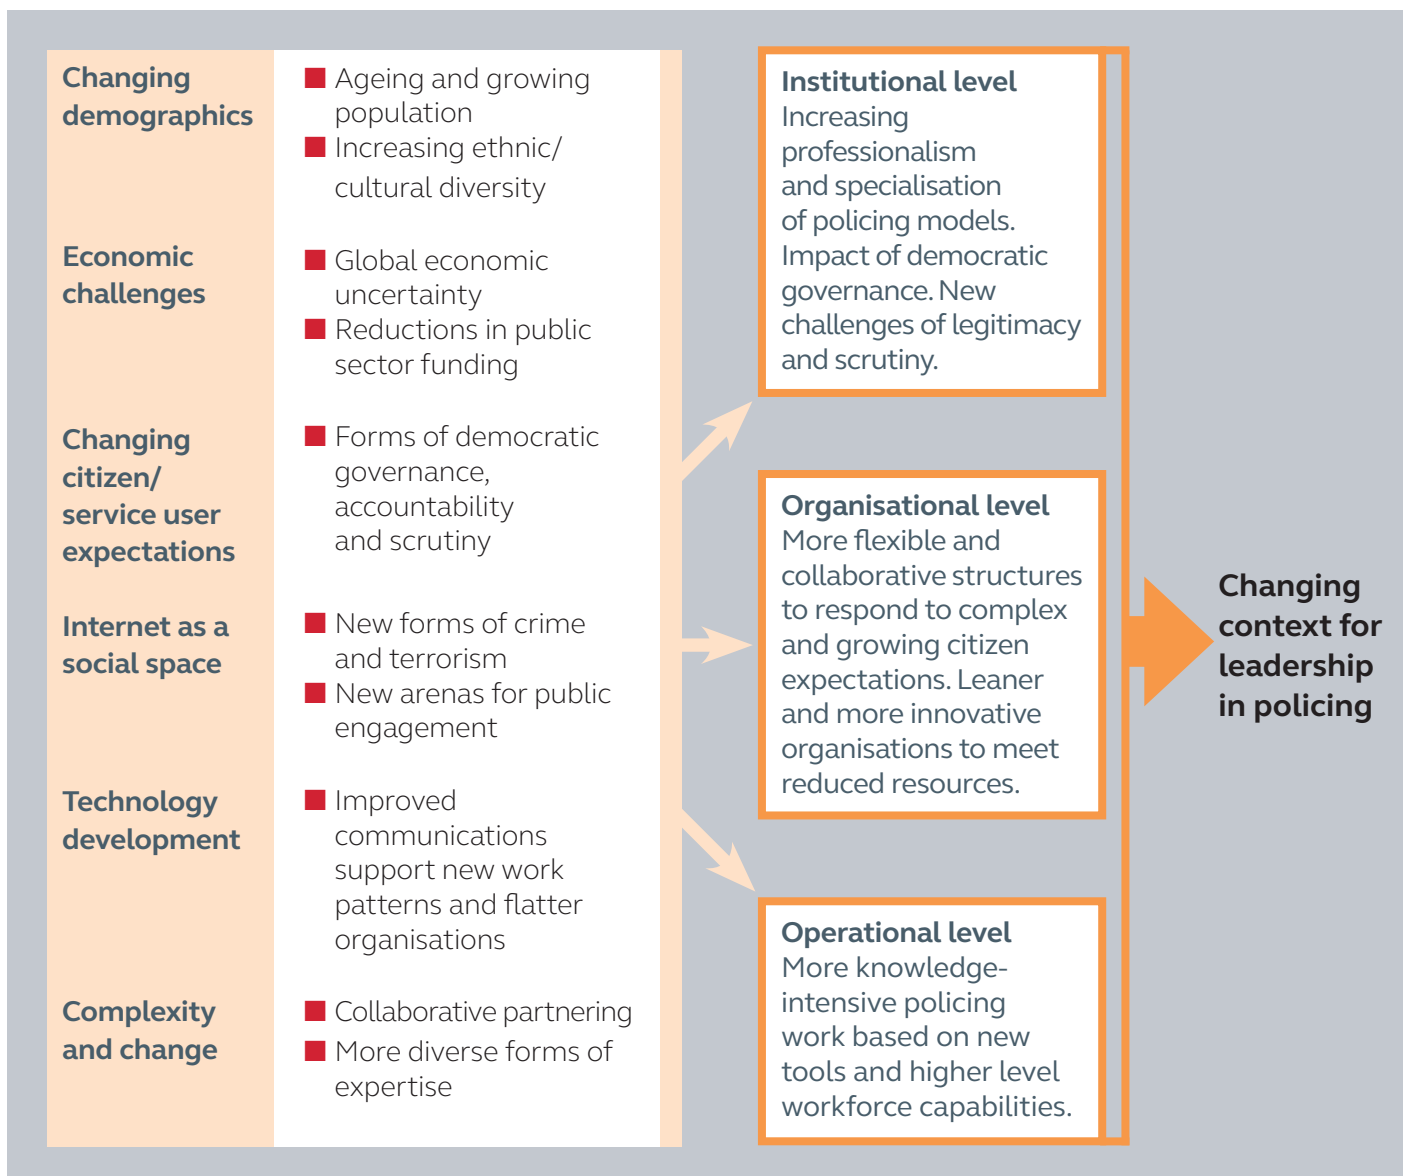 Changing
demographics
Ageing and growing
population
Increasing ethnic/
cultural diversity
Economic
challenges
Global economic
uncertainty
Reductions in public
sector funding
Changing
citizen/
service user
expectations
Forms of democratic
governance,
accountability
and scrutiny
Internet as a
social space
New forms of crime
and terrorism
New arenas for public
engagement
Technology
development
Improved
communications
support new work
patterns and flatter
organisations
Complexity
and change
Collaborative partnering
More diverse forms of
expertise
Institutional level
Increasing
professionalism
and specialisation
of policing models.
Impact of democratic
governance. New
challenges of legitimacy
and scrutiny.
Organisational level
More flexible and
collaborative structures
to respond to complex
and growing citizen
expectations. Leaner
and more innovative
organisations to meet
reduced resources.
Operational level
More knowledge-
intensive policing
work based on new
tools and higher level
workforce capabilities.
Changing
context for
leadership
in policing